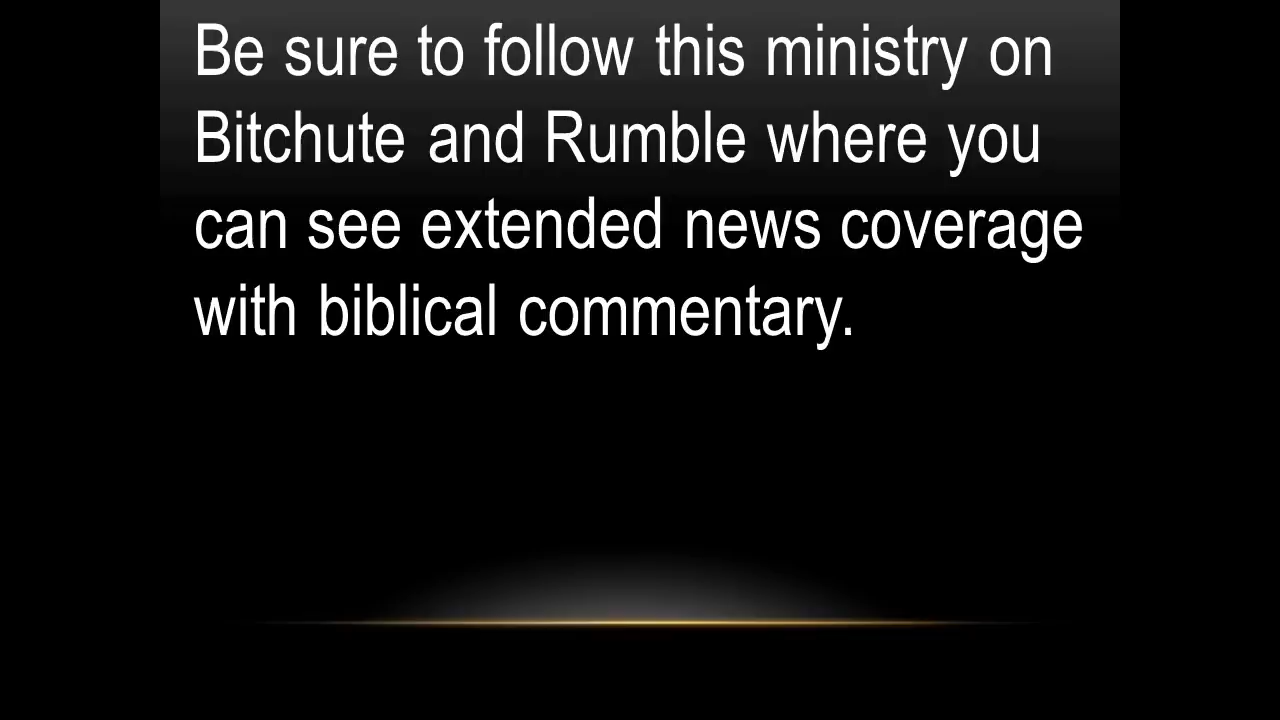 Be sure to follow this ministry on
Bitchute and Rumble where you
can see extended news coverage
with biblical commentary.